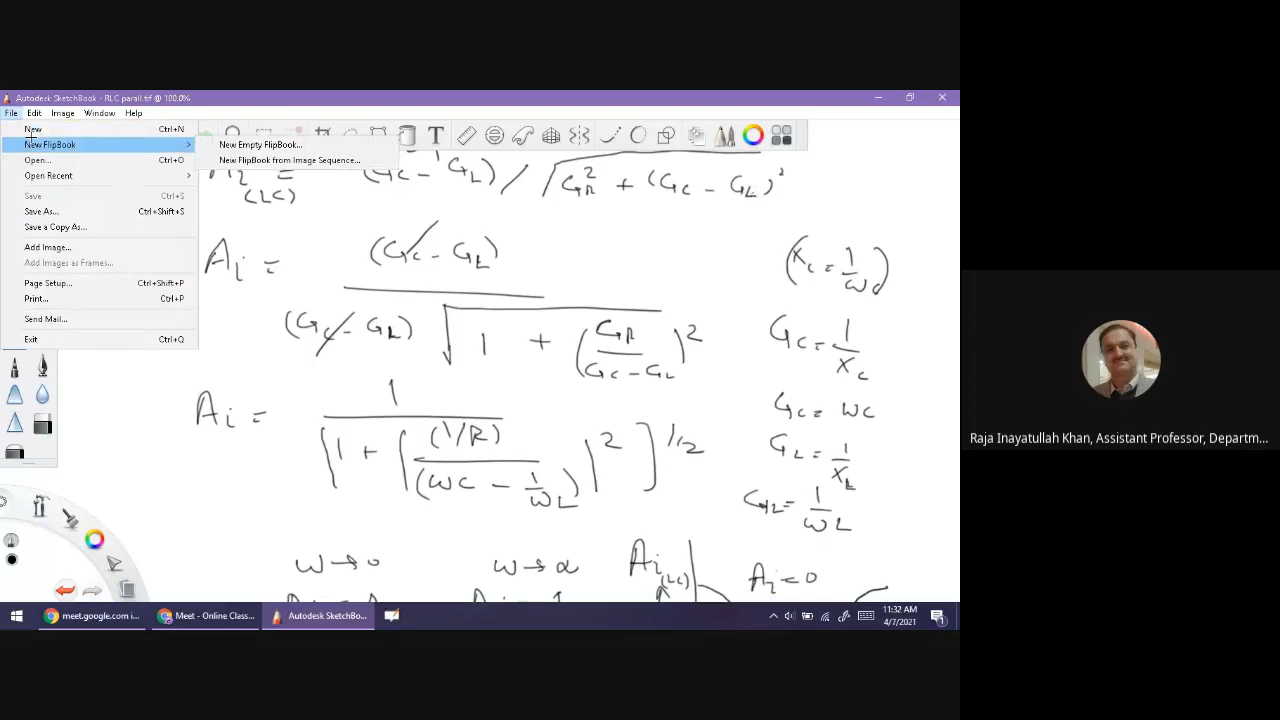 Autodesk SketchBook - RLC parall.tif @ 100.0%
File Edit Image Window Help
New Ctrl+N
New FlipBook
New Empty FlipBook...
New FlipBook from Image Sequence...
Open... Ctrl+O
Open Recent
Save Ctrl+S
Save As... Ctrl+Shift+S
Save a Copy As...
Add Image...
Add Images as Frames...
Page Setup... Ctrl+Shift+P
Print... Ctrl+P
Send Mail...
Exit Ctrl+Q
T
(LC) = (GC - GL) / √GR² + (GC - GL)²
Ai = (GC - GL)
(GC - GL) √1 + (GR / GC - GL)²
Ai = 1
[1 + ((1/R) / (ωC - 1/ωL))²]^1/2
(XC = 1/ωC)
GC = 1/XC
GC = ωC
GL = 1/XL
GL = 1/ωL
ω → 0 ω → ∝ Ai(LC) Ai = 0
meet.google.com i... Meet - Online Class... Autodesk SketchBo...
11:32 AM
4/7/2021
1
Raja Inayatullah Khan, Assistant Professor, Departm...